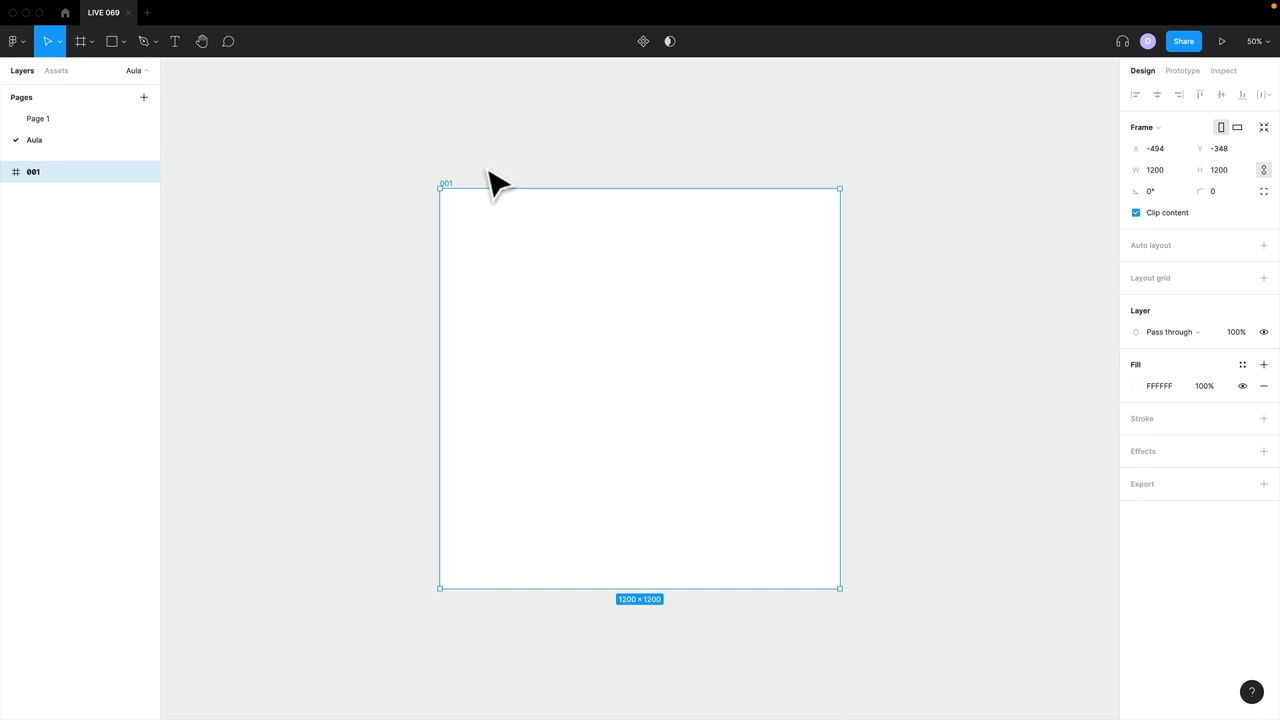 LIVE 069
D
Share
50%
Layers
Assets
Aula
Pages
Page 1
Aula
001
001
1200 × 1200
Design
Prototype
Inspect
Frame
X -494 Y -348
W 1200 H 1200
0° 0
Clip content
Auto layout
Layout grid
Layer
Pass through 100%
Fill
FFFFFF 100%
Stroke
Effects
Export
?